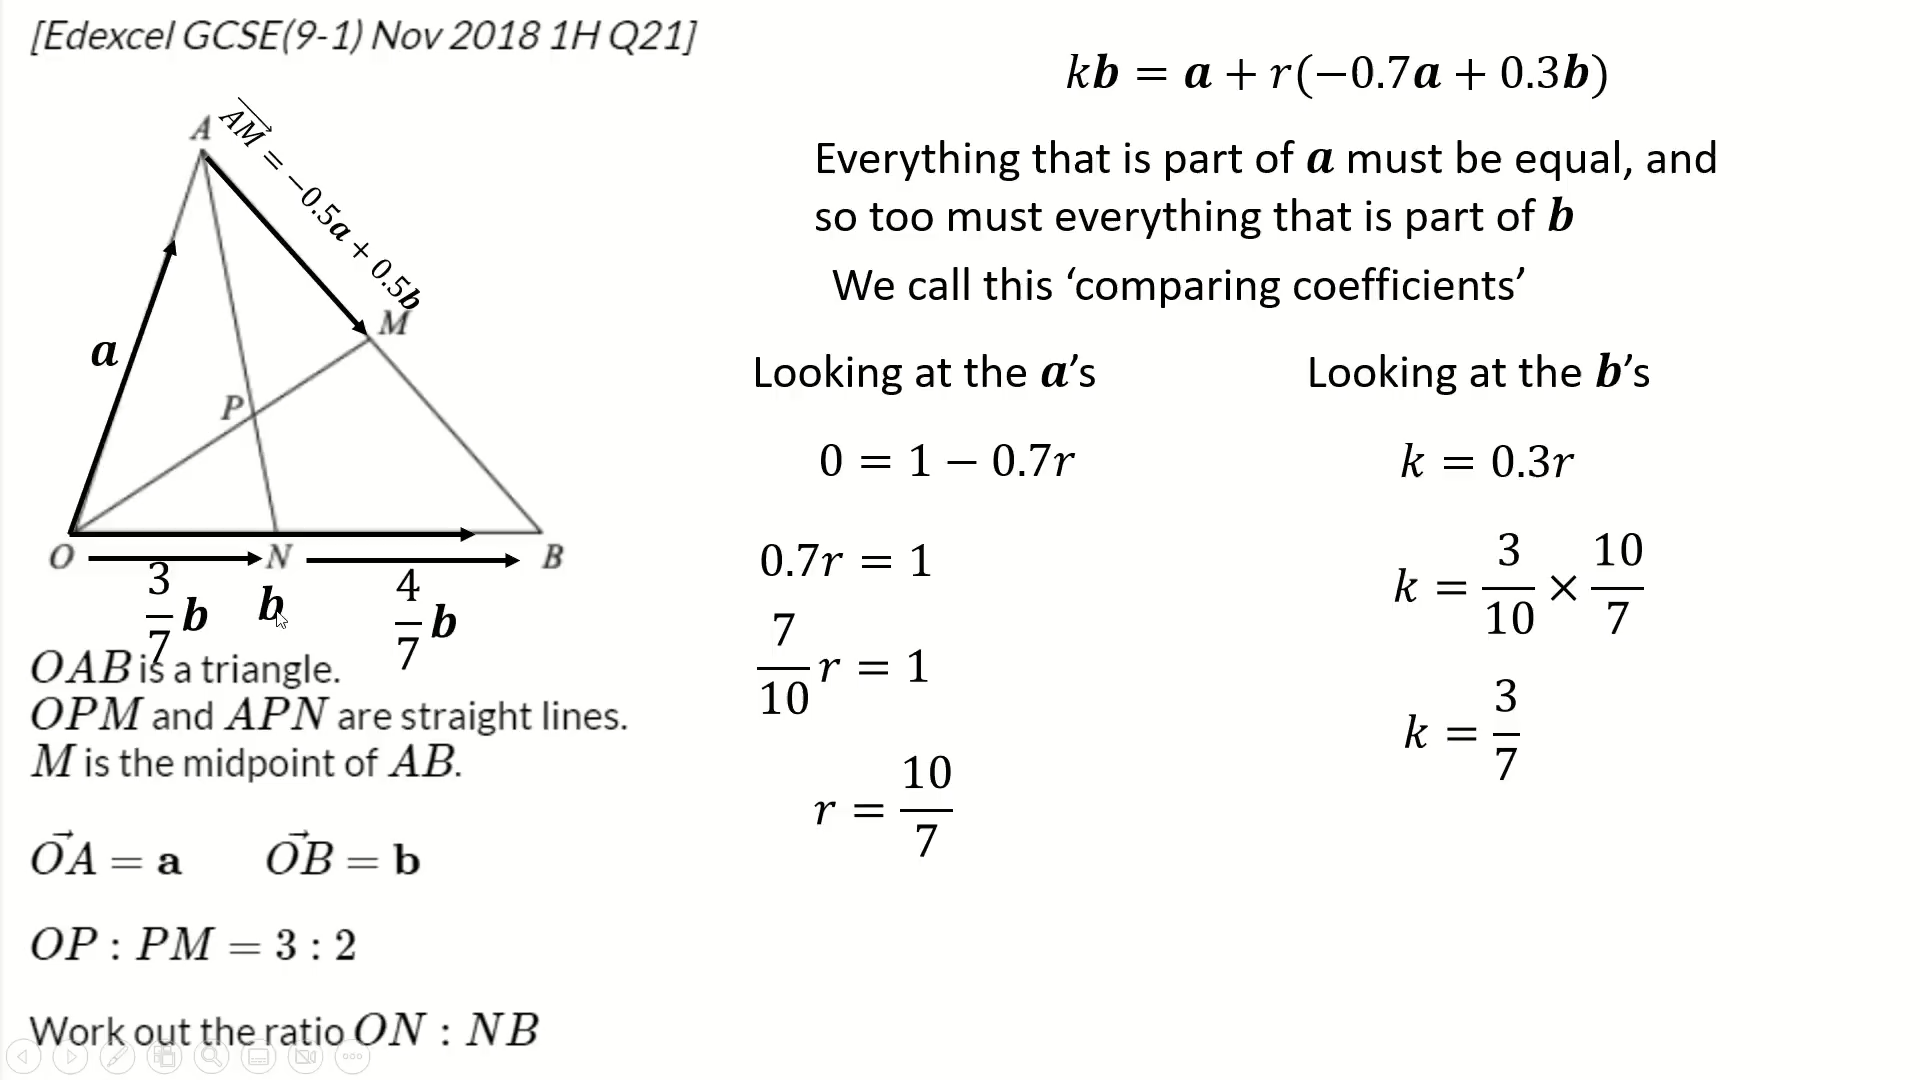 [Edexcel GCSE(9-1) Nov 2018 1H Q21]
A
AM = −0.5a + 0.5b
M
a
P
O
N
B
3/7 b
b
4/7 b
OAB is a triangle.
OPM and APN are straight lines.
M is the midpoint of AB.
OA = a OB = b
OP : PM = 3 : 2
Work out the ratio ON : NB
kb = a + r(−0.7a + 0.3b)
Everything that is part of a must be equal, and
so too must everything that is part of b
We call this ‘comparing coefficients’
Looking at the a’s
0 = 1 − 0.7r
0.7r = 1
7/10 r = 1
r = 10/7
Looking at the b’s
k = 0.3r
k = 3/10 × 10/7
k = 3/7